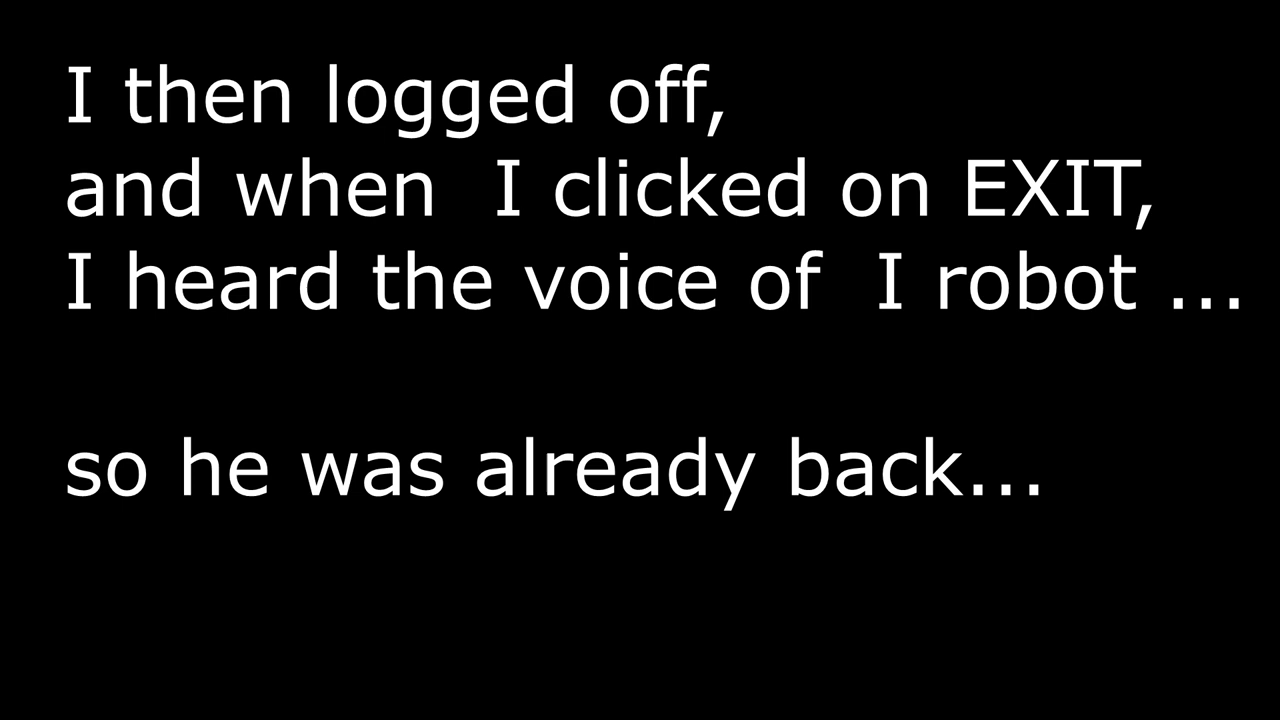 I then logged off,
and when  I clicked on EXIT,
I heard the voice of  I robot ...
so he was already back...